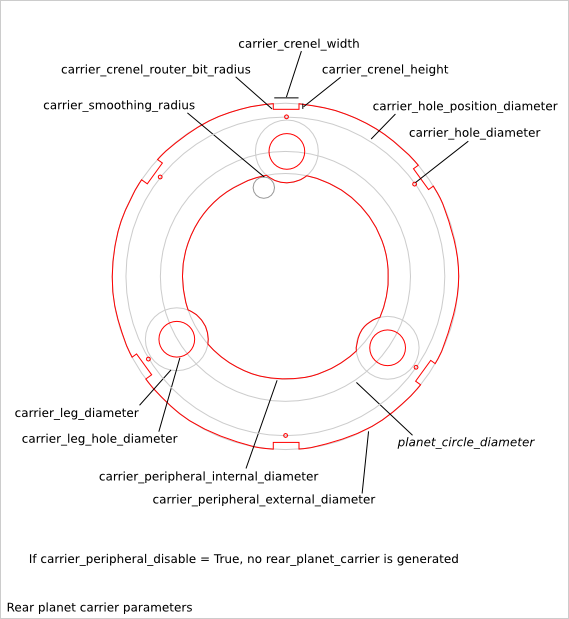 carrier_crenel_width
carrier_crenel_router_bit_radius
carrier_crenel_height
carrier_smoothing_radius
carrier_hole_position_diameter
carrier_hole_diameter
carrier_leg_diameter
carrier_leg_hole_diameter
planet_circle_diameter
carrier_peripheral_internal_diameter
carrier_peripheral_external_diameter
If carrier_peripheral_disable = True, no rear_planet_carrier is generated
Rear planet carrier parameters